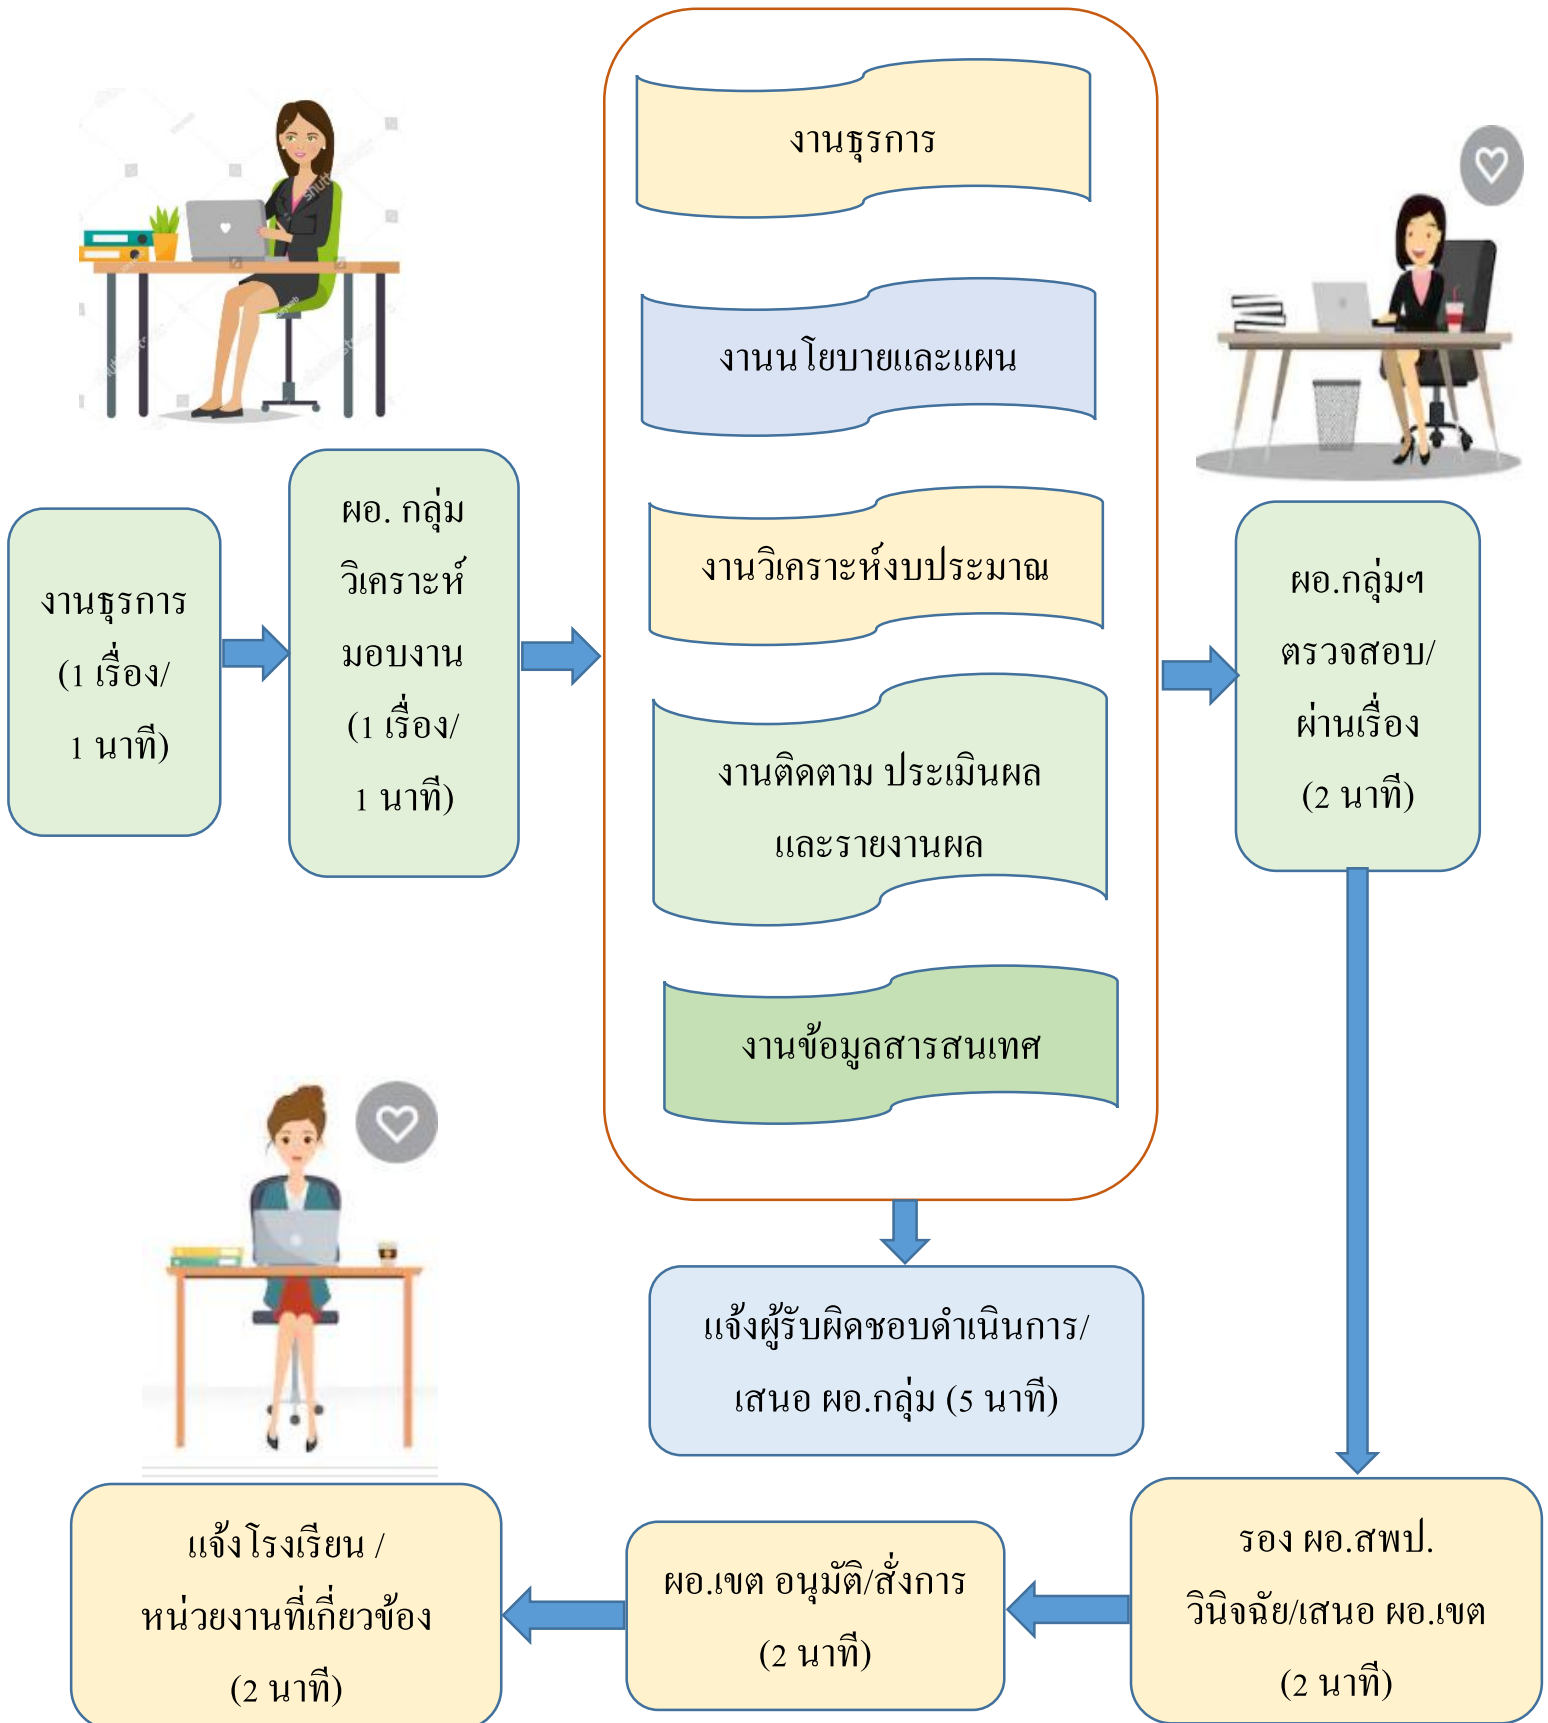 งานธุรการ
(1 เรื่อง/
1 นาที)
ผอ. กลุ่ม
วิเคราะห์
มอบงาน
(1 เรื่อง/
1 นาที)
งานธุรการ
งานนโยบายและแผน
งานวิเคราะห์งบประมาณ
งานติดตาม ประเมินผล
และรายงานผล
งานข้อมูลสารสนเทศ
แจ้งผู้รับผิดชอบดำเนินการ/
เสนอ ผอ.กลุ่ม (5 นาที)
ผอ.กลุ่มฯ
ตรวจสอบ/
ผ่านเรื่อง
(2 นาที)
รอง ผอ.สพป.
วินิจฉัย/เสนอ ผอ.เขต
(2 นาที)
ผอ.เขต อนุมัติ/สั่งการ
(2 นาที)
แจ้งโรงเรียน /
หน่วยงานที่เกี่ยวข้อง
(2 นาที)